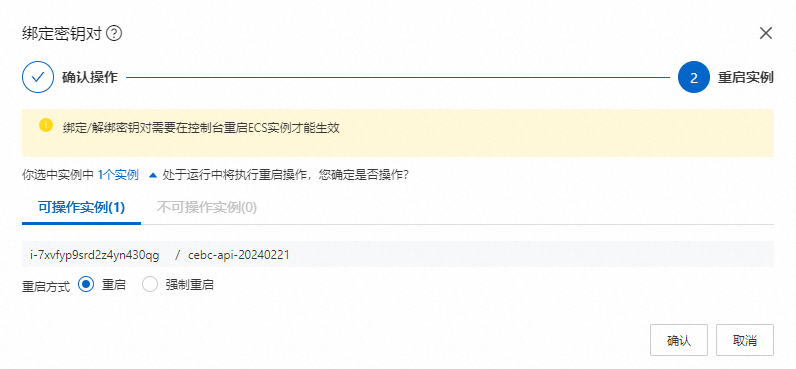 绑定密钥对
确认操作
2 重启实例
绑定/解绑密钥对需要在控制台重启ECS实例才能生效
你选中实例中 1个实例 处于运行中将执行重启操作，您确定是否操作？
可操作实例(1) 不可操作实例(0)
i-7xvfyp9srd2z4yn430qg / cebc-api-20240221
重启方式 重启 强制重启
确认 取消